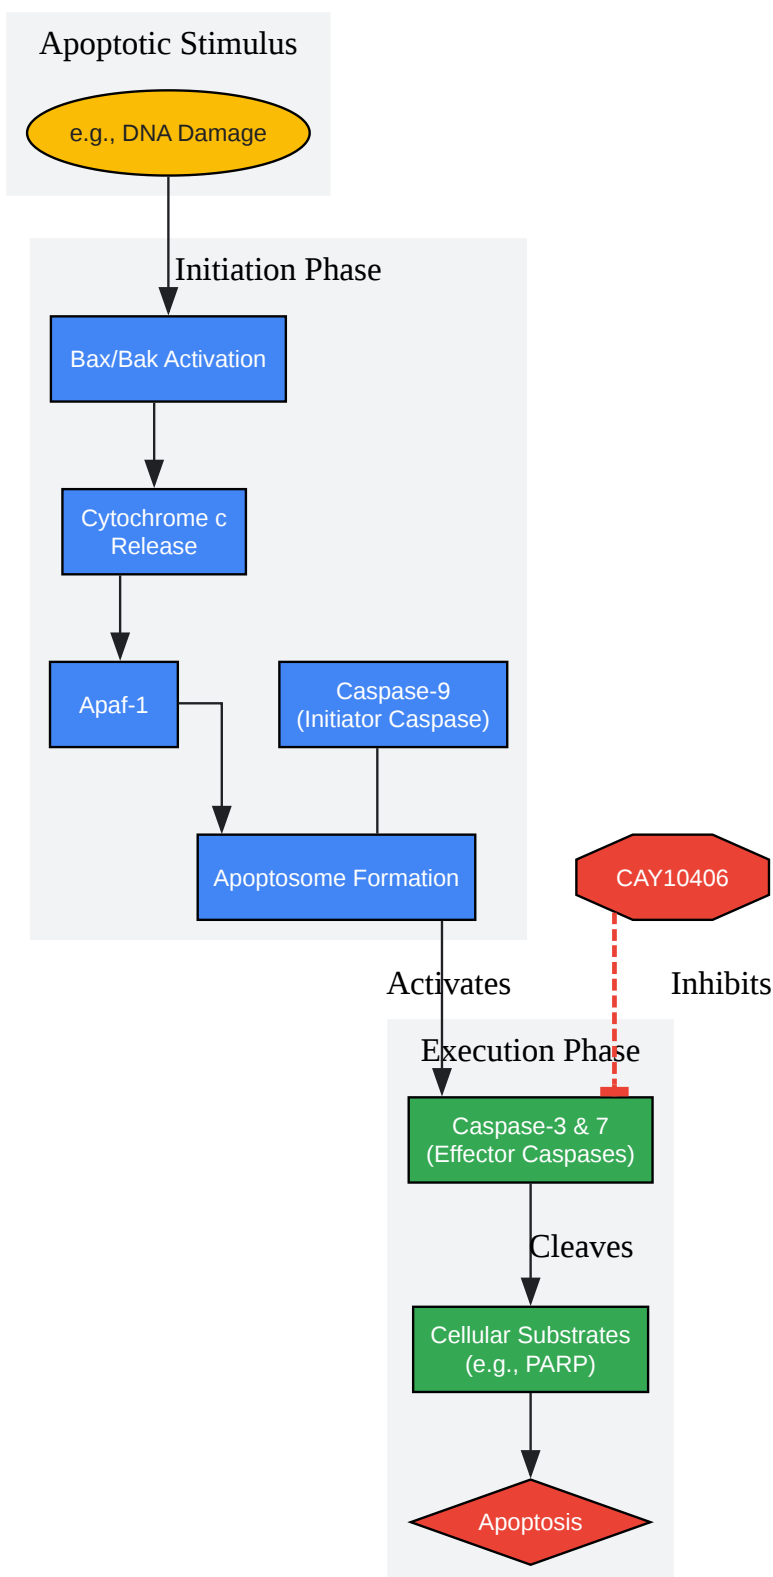 Apoptotic Stimulus
e.g., DNA Damage
Initiation Phase
Bax/Bak Activation
Cytochrome c
Release
Apaf-1
Caspase-9
(Initiator Caspase)
Apoptosome Formation
CAY10406
Activates
Inhibits
Execution Phase
Caspase-3 & 7
(Effector Caspases)
Cleaves
Cellular Substrates
(e.g., PARP)
Apoptosis